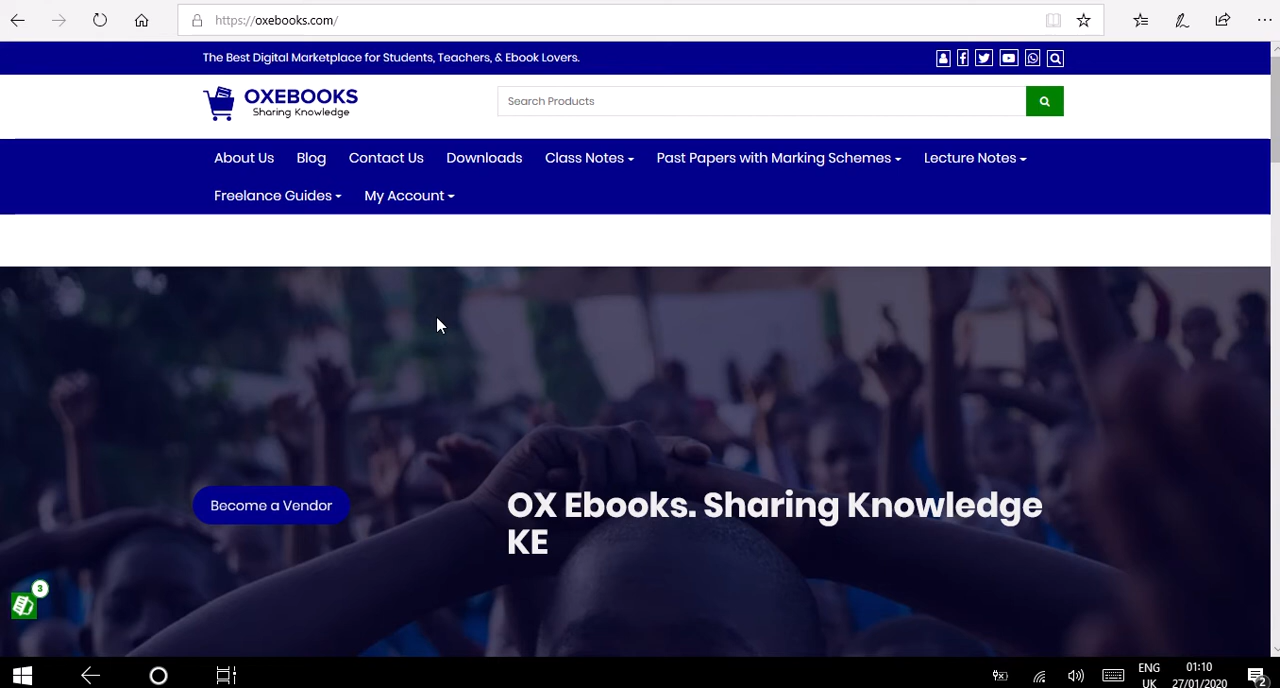 https://oxebooks.com/
The Best Digital Marketplace for Students, Teachers, & Ebook Lovers.
OXEBOOKS
Sharing Knowledge
Search Products
About Us Blog Contact Us Downloads Class Notes Past Papers with Marking Schemes Lecture Notes
Freelance Guides My Account
Become a Vendor
OX Ebooks. Sharing Knowledge
KE
3
ENG
UK
01:10
27/01/2020
2